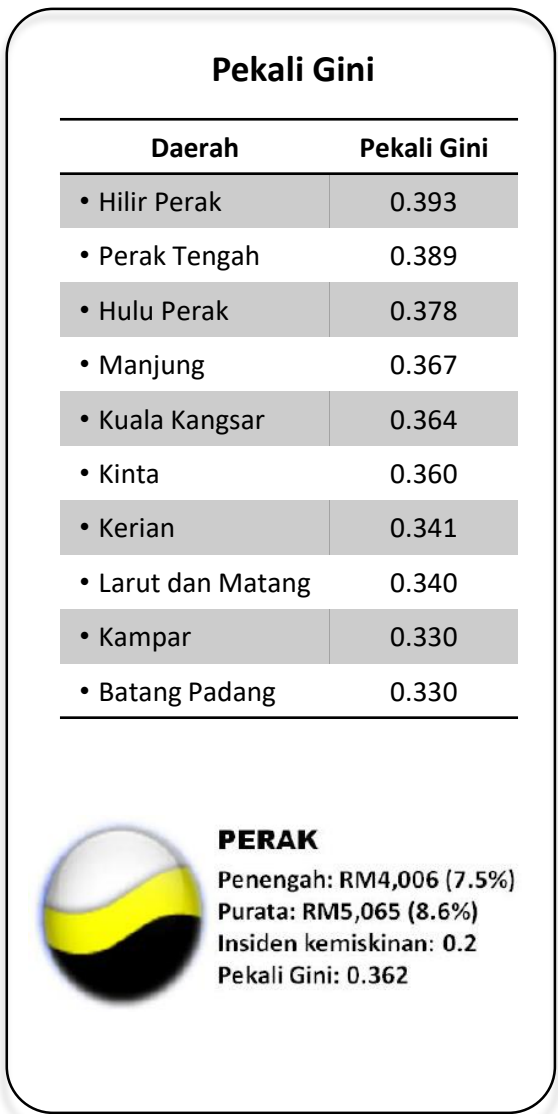 Pekali Gini
Daerah Pekali Gini
• Hilir Perak 0.393
• Perak Tengah 0.389
• Hulu Perak 0.378
• Manjung 0.367
• Kuala Kangsar 0.364
• Kinta 0.360
• Kerian 0.341
• Larut dan Matang 0.340
• Kampar 0.330
• Batang Padang 0.330
PERAK
Penengah: RM4,006 (7.5%)
Purata: RM5,065 (8.6%)
Insiden kemiskinan: 0.2
Pekali Gini: 0.362